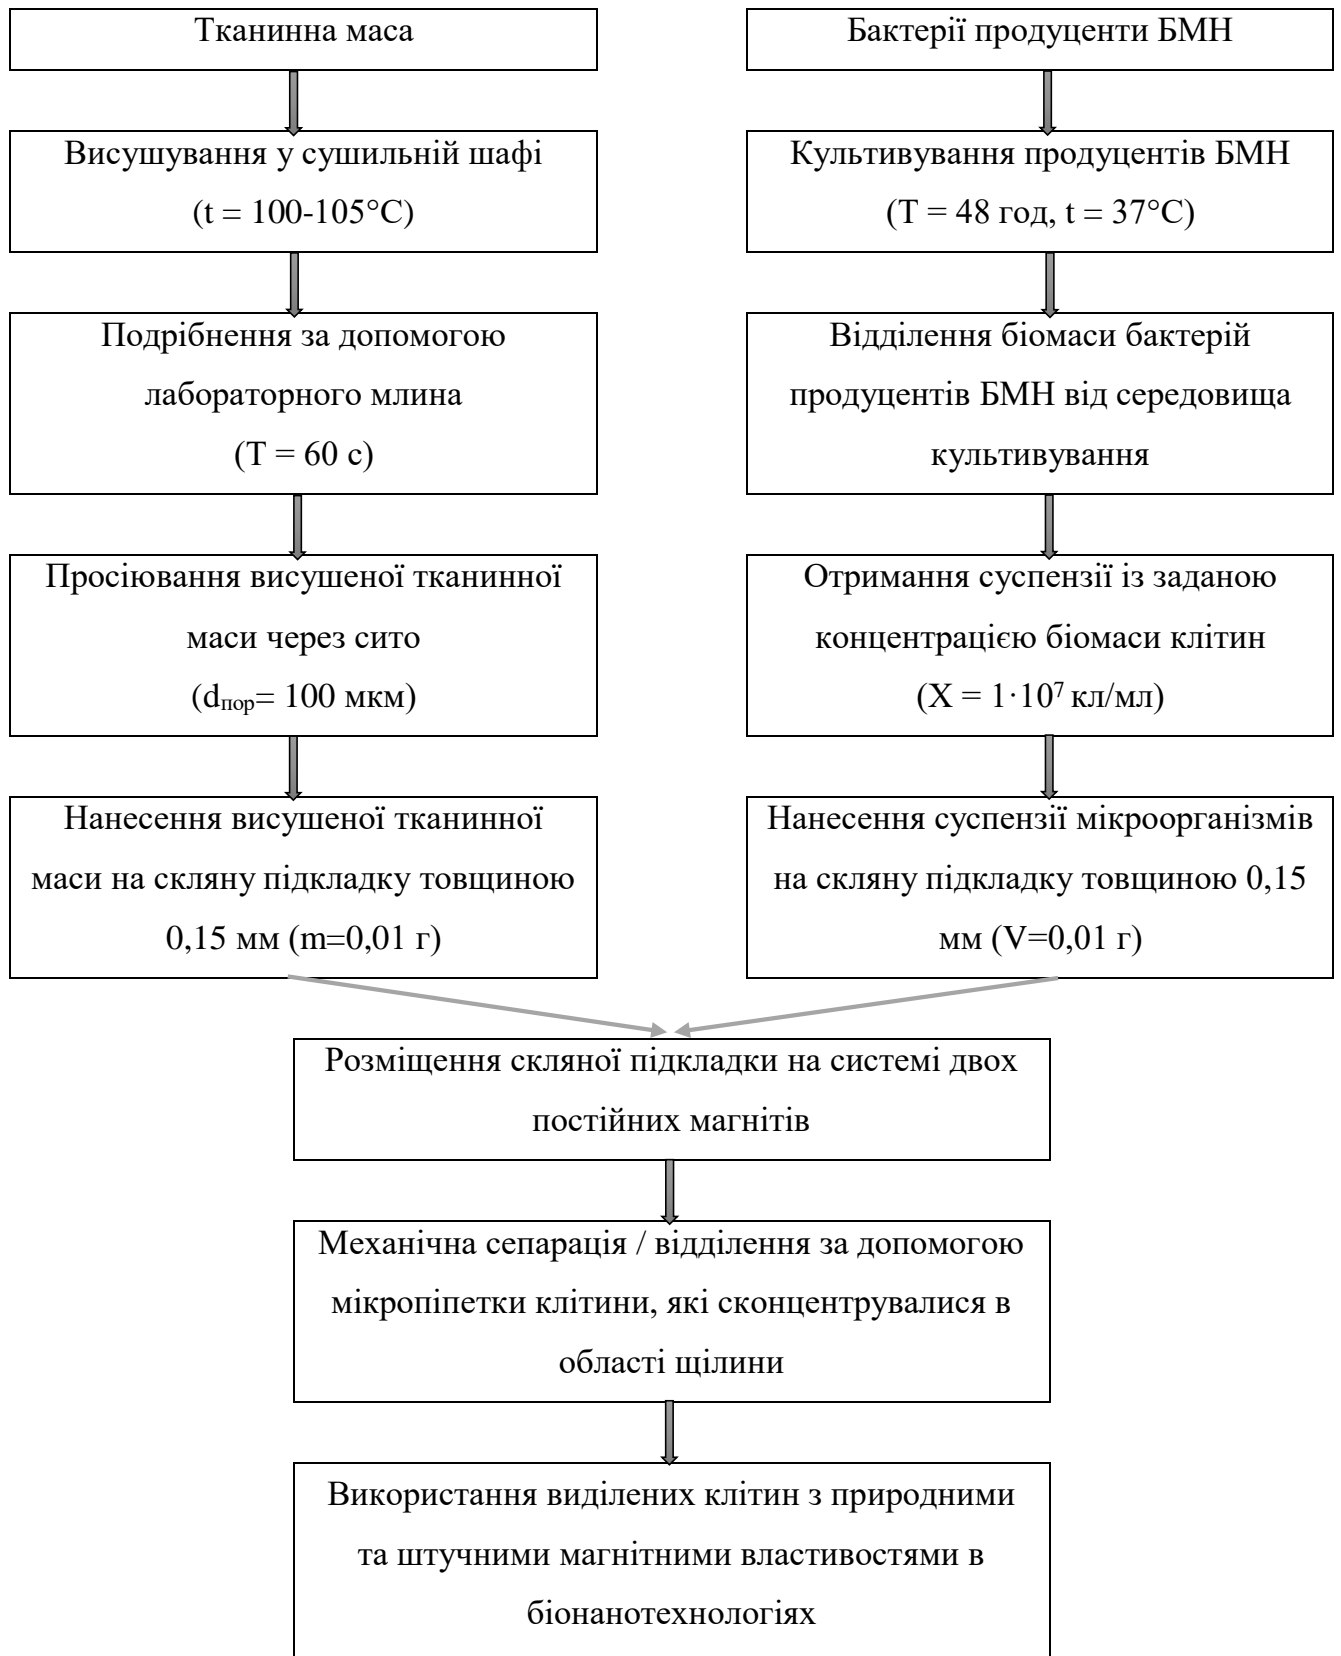 Тканинна маса
Висушування у сушильній шафі
(t = 100-105°C)
Подрібнення за допомогою
лабораторного млина
(T = 60 с)
Просіювання висушеної тканинної
маси через сито
(dпор= 100 мкм)
Нанесення висушеної тканинної
маси на скляну підкладку товщиною
0,15 мм (m=0,01 г)
Бактерії продуценти БМН
Культивування продуцентів БМН
(T = 48 год, t = 37°C)
Відділення біомаси бактерій
продуцентів БМН від середовища
культивування
Отримання суспензії із заданою
концентрацією біомаси клітин
(X = 1·10⁷ кл/мл)
Нанесення суспензії мікроорганізмів
на скляну підкладку товщиною 0,15
мм (V=0,01 г)
Розміщення скляної підкладки на системі двох
постійних магнітів
Механічна сепарація / відділення за допомогою
мікропіпетки клітини, які сконцентрувалися в
області щілини
Використання виділених клітин з природними
та штучними магнітними властивостями в
біонанотехнологіях